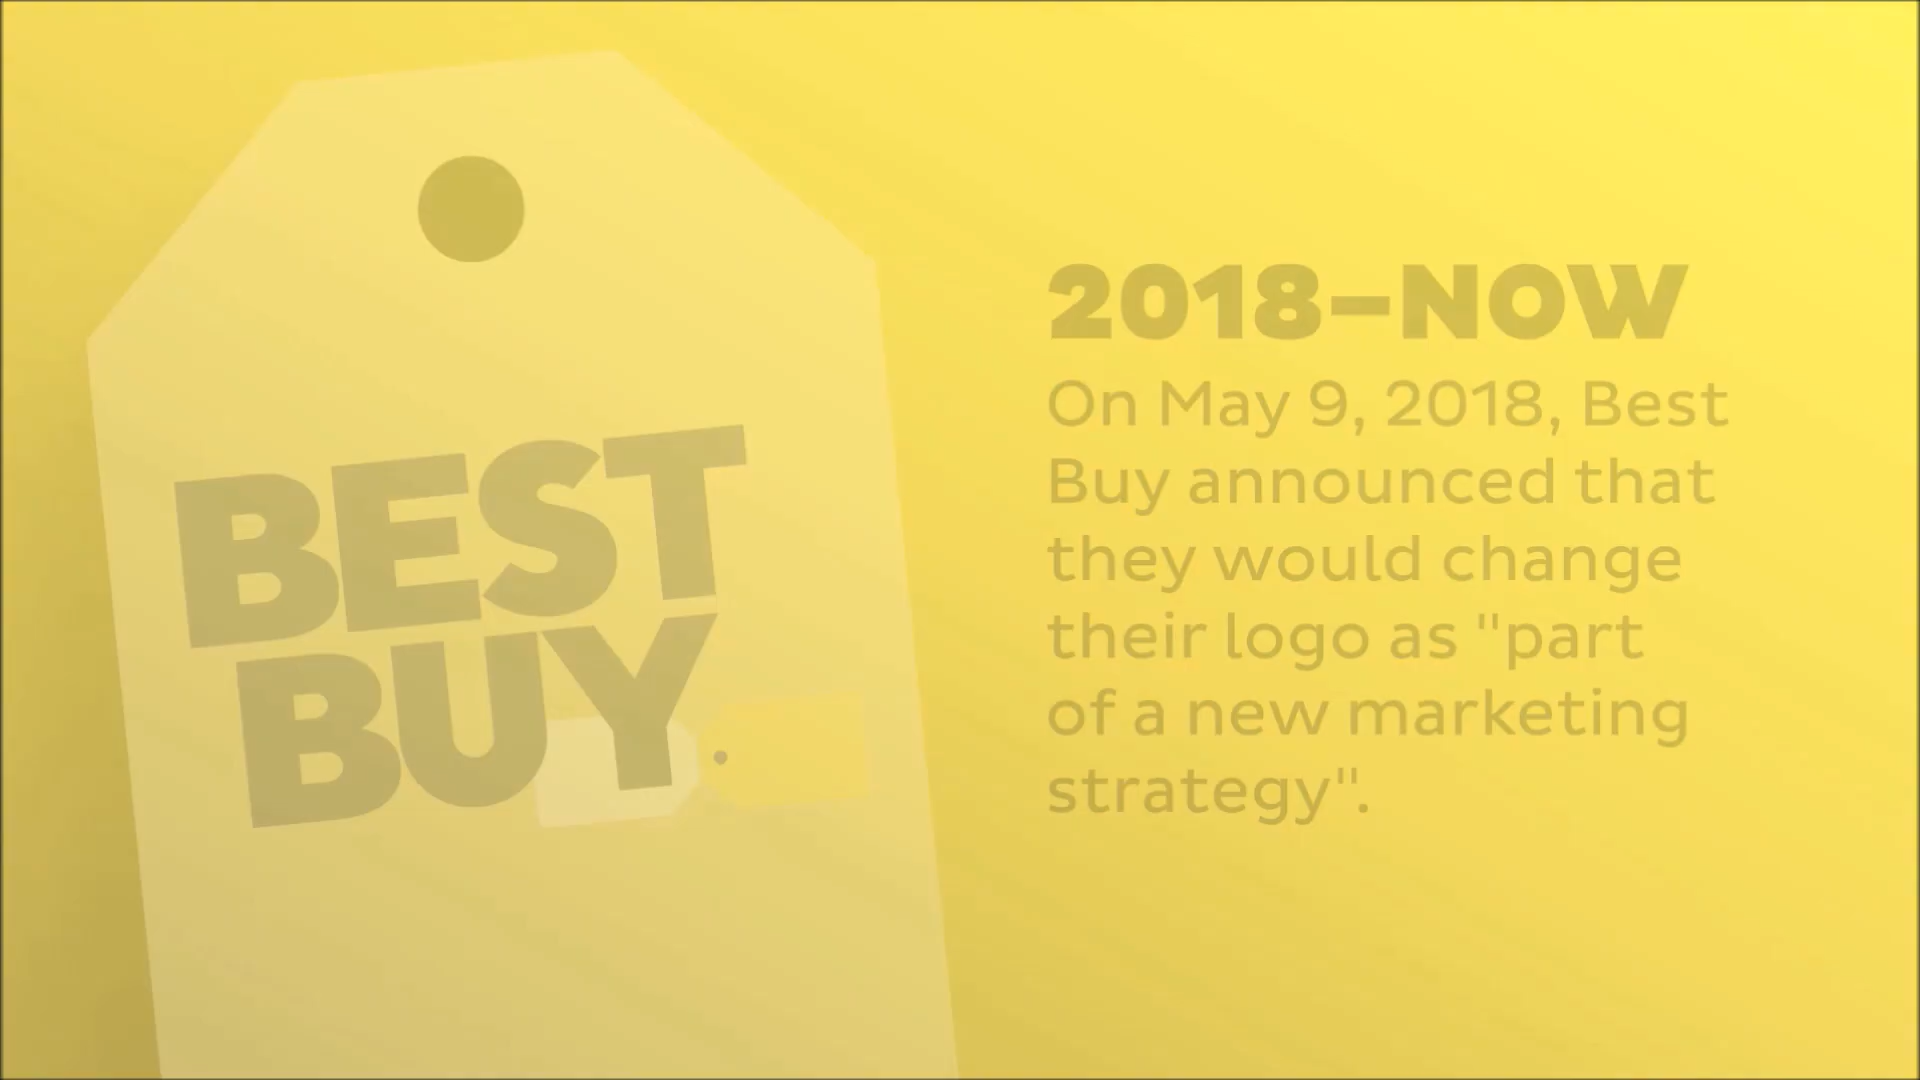 BEST
BUY
2018–NOW
On May 9, 2018, Best
Buy announced that
they would change
their logo as "part
of a new marketing
strategy".